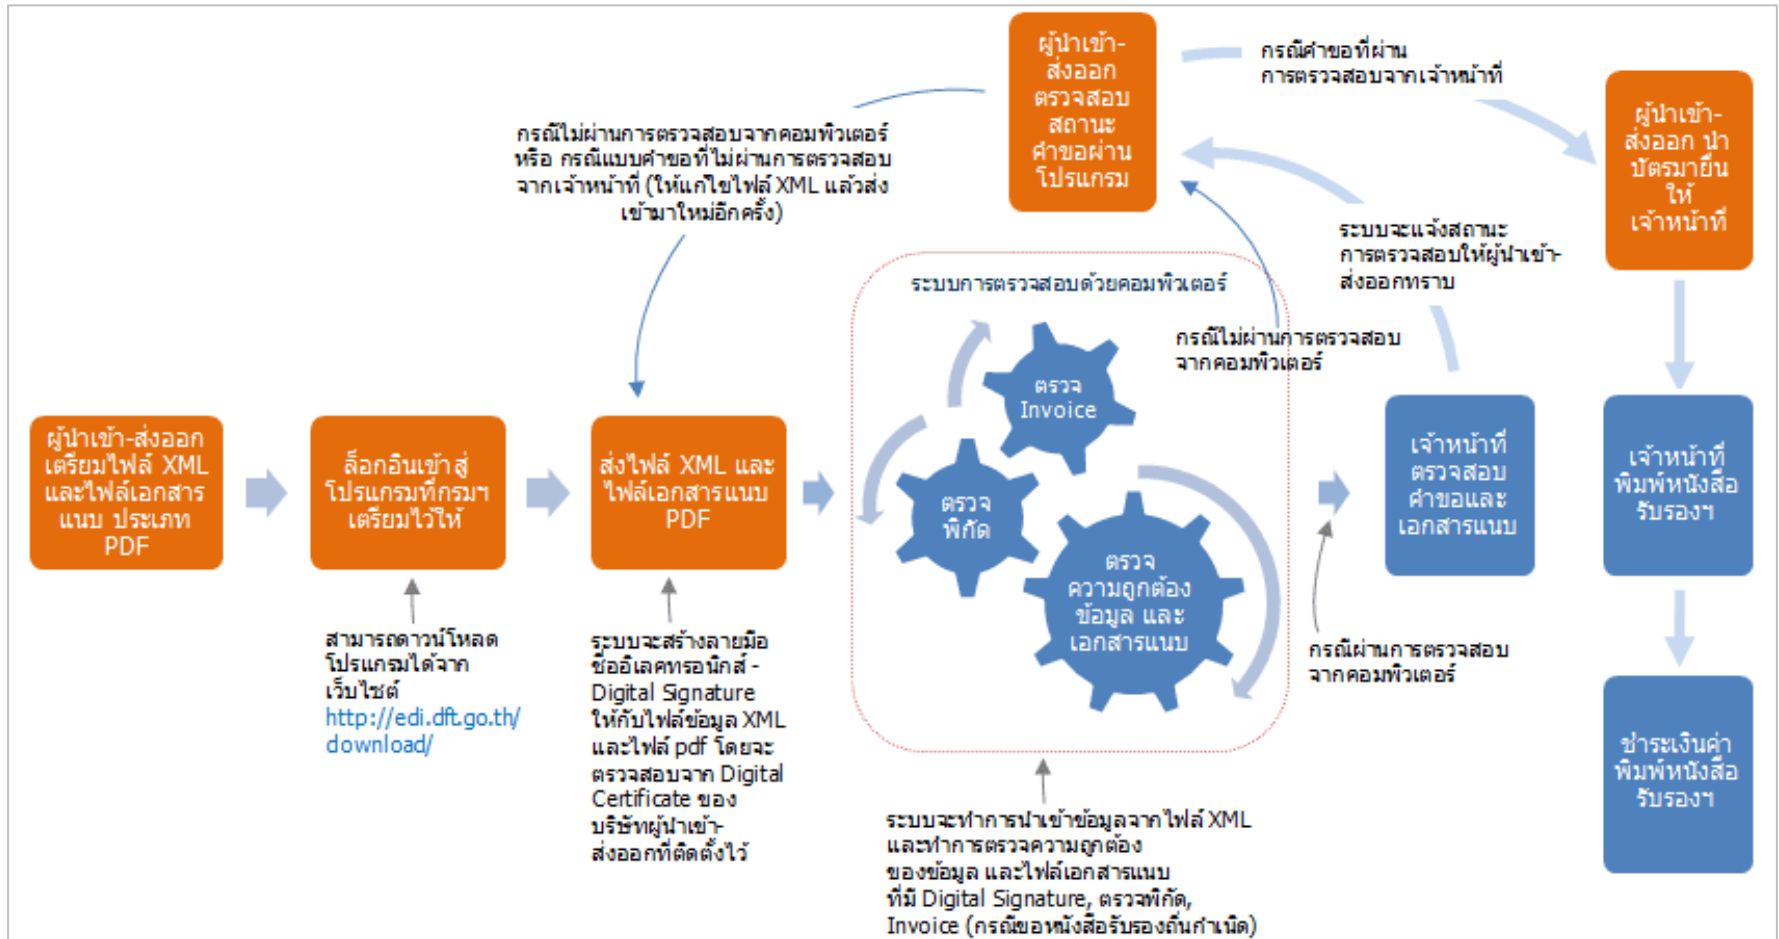 ผู้นำเข้า-
ส่งออก
ตรวจสอบ
สถานะ
คำขอผ่าน
โปรแกรม
กรณีคำขอที่ผ่าน
การตรวจสอบจากเจ้าหน้าที่
ผู้นำเข้า-
ส่งออก นำ
บัตรมายื่น
ให้
เจ้าหน้าที่
กรณีไม่ผ่านการตรวจสอบจากคอมพิวเตอร์
หรือ กรณีแบบคำขอที่ไม่ผ่านการตรวจสอบ
จากเจ้าหน้าที่ (ให้แก้ไขไฟล์ XML แล้วส่ง
เข้ามาใหม่อีกครั้ง)
ระบบจะแจ้งสถานะ
การตรวจสอบให้ผู้นำเข้า-
ส่งออกทราบ
ระบบการตรวจสอบด้วยคอมพิวเตอร์
กรณีไม่ผ่านการตรวจสอบ
จากคอมพิวเตอร์
ผู้นำเข้า-ส่งออก
เตรียมไฟล์ XML
และไฟล์เอกสาร
แนบ ประเภท
PDF
ล็อกอินเข้าสู่
โปรแกรมที่กรมฯ
เตรียมไว้ให้
ส่งไฟล์ XML และ
ไฟล์เอกสารแนบ
PDF
ตรวจ
Invoice
ตรวจ
พิกัด
ตรวจ
ความถูกต้อง
ข้อมูล และ
เอกสารแนบ
เจ้าหน้าที่
ตรวจสอบ
คำขอและ
เอกสารแนบ
เจ้าหน้าที่
พิมพ์หนังสือ
รับรองฯ
สามารถดาวน์โหลด
โปรแกรมได้จาก
เว็บไซต์
http://edi.dft.go.th/
download/
ระบบจะสร้างลายมือ
ชื่ออิเลคทรอนิกส์ -
Digital Signature
ให้กับไฟล์ข้อมูล XML
และไฟล์ pdf โดยจะ
ตรวจสอบจาก Digital
Certificate ของ
บริษัทผู้นำเข้า-
ส่งออกที่ติดตั้งไว้
กรณีผ่านการตรวจสอบ
จากคอมพิวเตอร์
ชำระเงินค่า
พิมพ์หนังสือ
รับรองฯ
ระบบจะทำการนำเข้าข้อมูลจากไฟล์ XML
และทำการตรวจความถูกต้อง
ของข้อมูล และไฟล์เอกสารแนบ
ที่มี Digital Signature, ตรวจพิกัด,
Invoice (กรณีขอหนังสือรับรองถิ่นกำเนิด)